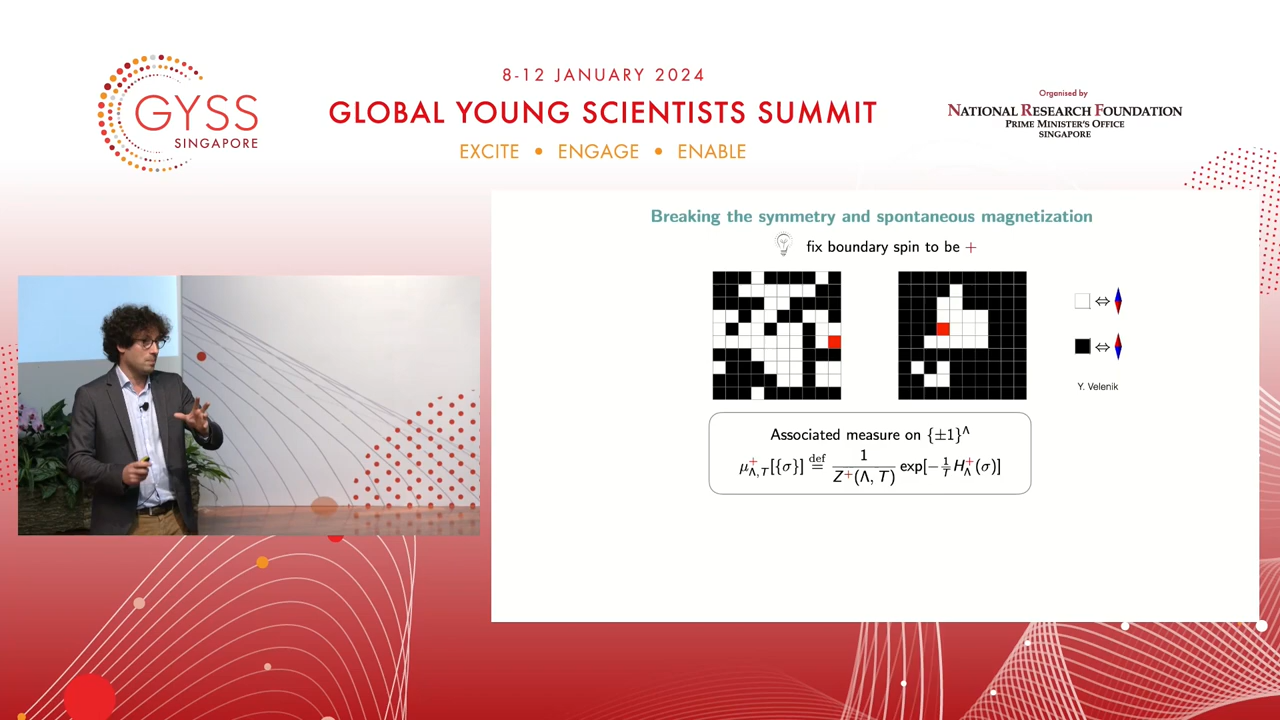 8-12 JANUARY 2024
GYSS
SINGAPORE
GLOBAL YOUNG SCIENTISTS SUMMIT
EXCITE • ENGAGE • ENABLE
Organised by
NATIONAL RESEARCH FOUNDATION
PRIME MINISTER'S OFFICE
SINGAPORE
Breaking the symmetry and spontaneous magnetization
fix boundary spin to be +
⇔
⇔
Y. Velenik
Associated measure on {±1}^Λ
μ^+_{Λ,T}[{σ}] def= 1/Z^+(Λ, T) exp[−1/T H^+_Λ(σ)]